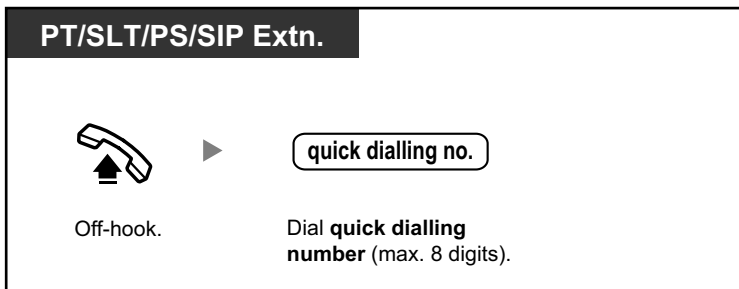 PT/SLT/PS/SIP Extn.
quick dialling no.
Off-hook.
Dial quick dialling
number (max. 8 digits).